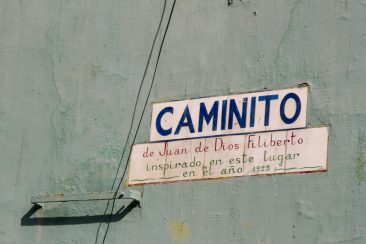 CAMINITO
de Juan de Dios Filiberto
inspirado en este lugar
en el año 1923